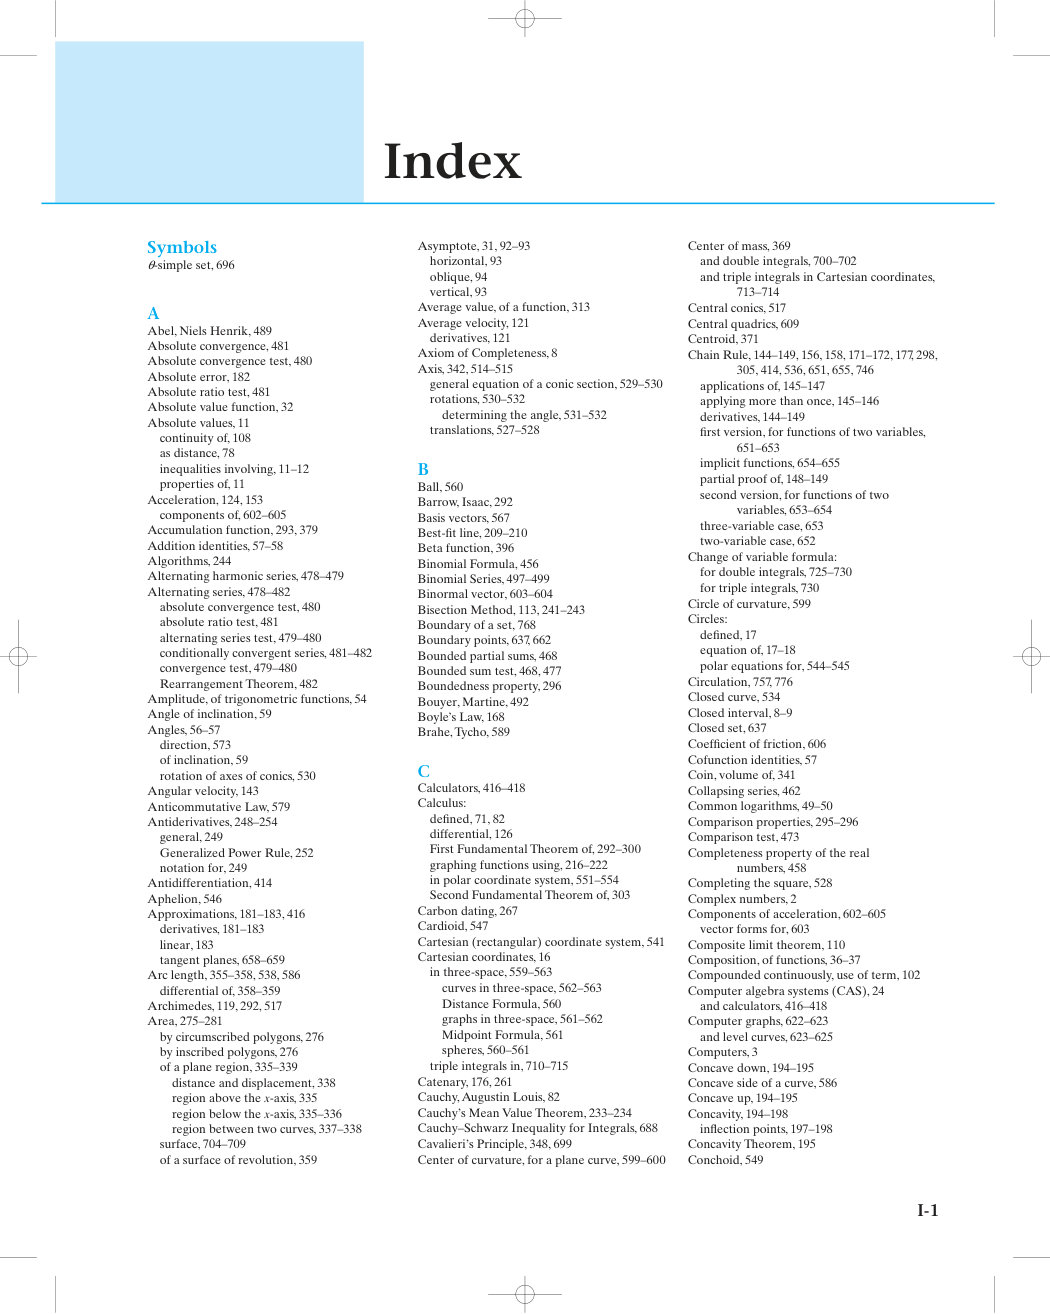 Index
Symbols
θ-simple set, 696
A
Abel, Niels Henrik, 489
Absolute convergence, 481
Absolute convergence test, 480
Absolute error, 182
Absolute ratio test, 481
Absolute value function, 32
Absolute values, 11
continuity of, 108
as distance, 78
inequalities involving, 11–12
properties of, 11
Acceleration, 124, 153
components of, 602–605
Accumulation function, 293, 379
Addition identities, 57–58
Algorithms, 244
Alternating harmonic series, 478–479
Alternating series, 478–482
absolute convergence test, 480
absolute ratio test, 481
alternating series test, 479–480
conditionally convergent series, 481–482
convergence test, 479–480
Rearrangement Theorem, 482
Amplitude, of trigonometric functions, 54
Angle of inclination, 59
Angles, 56–57
direction, 573
of inclination, 59
rotation of axes of conics, 530
Angular velocity, 143
Anticommutative Law, 579
Antiderivatives, 248–254
general, 249
Generalized Power Rule, 252
notation for, 249
Antidifferentiation, 414
Aphelion, 546
Approximations, 181–183, 416
derivatives, 181–183
linear, 183
tangent planes, 658–659
Arc length, 355–358, 538, 586
differential of, 358–359
Archimedes, 119, 292, 517
Area, 275–281
by circumscribed polygons, 276
by inscribed polygons, 276
of a plane region, 335–339
distance and displacement, 338
region above the x-axis, 335
region below the x-axis, 335–336
region between two curves, 337–338
surface, 704–709
of a surface of revolution, 359
Asymptote, 31, 92–93
horizontal, 93
oblique, 94
vertical, 93
Average value, of a function, 313
Average velocity, 121
derivatives, 121
Axiom of Completeness, 8
Axis, 342, 514–515
general equation of a conic section, 529–530
rotations, 530–532
determining the angle, 531–532
translations, 527–528
B
Ball, 560
Barrow, Isaac, 292
Basis vectors, 567
Best-fit line, 209–210
Beta function, 396
Binomial Formula, 456
Binomial Series, 497–499
Binormal vector, 603–604
Bisection Method, 113, 241–243
Boundary of a set, 768
Boundary points, 637, 662
Bounded partial sums, 468
Bounded sum test, 468, 477
Boundedness property, 296
Bouyer, Martine, 492
Boyle's Law, 168
Brahe, Tycho, 589
C
Calculators, 416–418
Calculus:
defined, 71, 82
differential, 126
First Fundamental Theorem of, 292–300
graphing functions using, 216–222
in polar coordinate system, 551–554
Second Fundamental Theorem of, 303
Carbon dating, 267
Cardioid, 547
Cartesian (rectangular) coordinate system, 541
Cartesian coordinates, 16
in three-space, 559–563
curves in three-space, 562–563
Distance Formula, 560
graphs in three-space, 561–562
Midpoint Formula, 561
spheres, 560–561
triple integrals in, 710–715
Catenary, 176, 261
Cauchy, Augustin Louis, 82
Cauchy's Mean Value Theorem, 233–234
Cauchy–Schwarz Inequality for Integrals, 688
Cavalieri's Principle, 348, 699
Center of curvature, for a plane curve, 599–600
Center of mass, 369
and double integrals, 700–702
and triple integrals in Cartesian coordinates,
713–714
Central conics, 517
Central quadrics, 609
Centroid, 371
Chain Rule, 144–149, 156, 158, 171–172, 177, 298,
305, 414, 536, 651, 655, 746
applications of, 145–147
applying more than once, 145–146
derivatives, 144–149
first version, for functions of two variables,
651–653
implicit functions, 654–655
partial proof of, 148–149
second version, for functions of two
variables, 653–654
three-variable case, 653
two-variable case, 652
Change of variable formula:
for double integrals, 725–730
for triple integrals, 730
Circle of curvature, 599
Circles:
defined, 17
equation of, 17–18
polar equations for, 544–545
Circulation, 757, 776
Closed curve, 534
Closed interval, 8–9
Closed set, 637
Coefficient of friction, 606
Cofunction identities, 57
Coin, volume of, 341
Collapsing series, 462
Common logarithms, 49–50
Comparison properties, 295–296
Comparison test, 473
Completeness property of the real
numbers, 458
Completing the square, 528
Complex numbers, 2
Components of acceleration, 602–605
vector forms for, 603
Composite limit theorem, 110
Composition, of functions, 36–37
Compounded continuously, use of term, 102
Computer algebra systems (CAS), 24
and calculators, 416–418
Computer graphs, 622–623
and level curves, 623–625
Computers, 3
Concave down, 194–195
Concave side of a curve, 586
Concave up, 194–195
Concavity, 194–198
inflection points, 197–198
Concavity Theorem, 195
Conchoid, 549
I-1